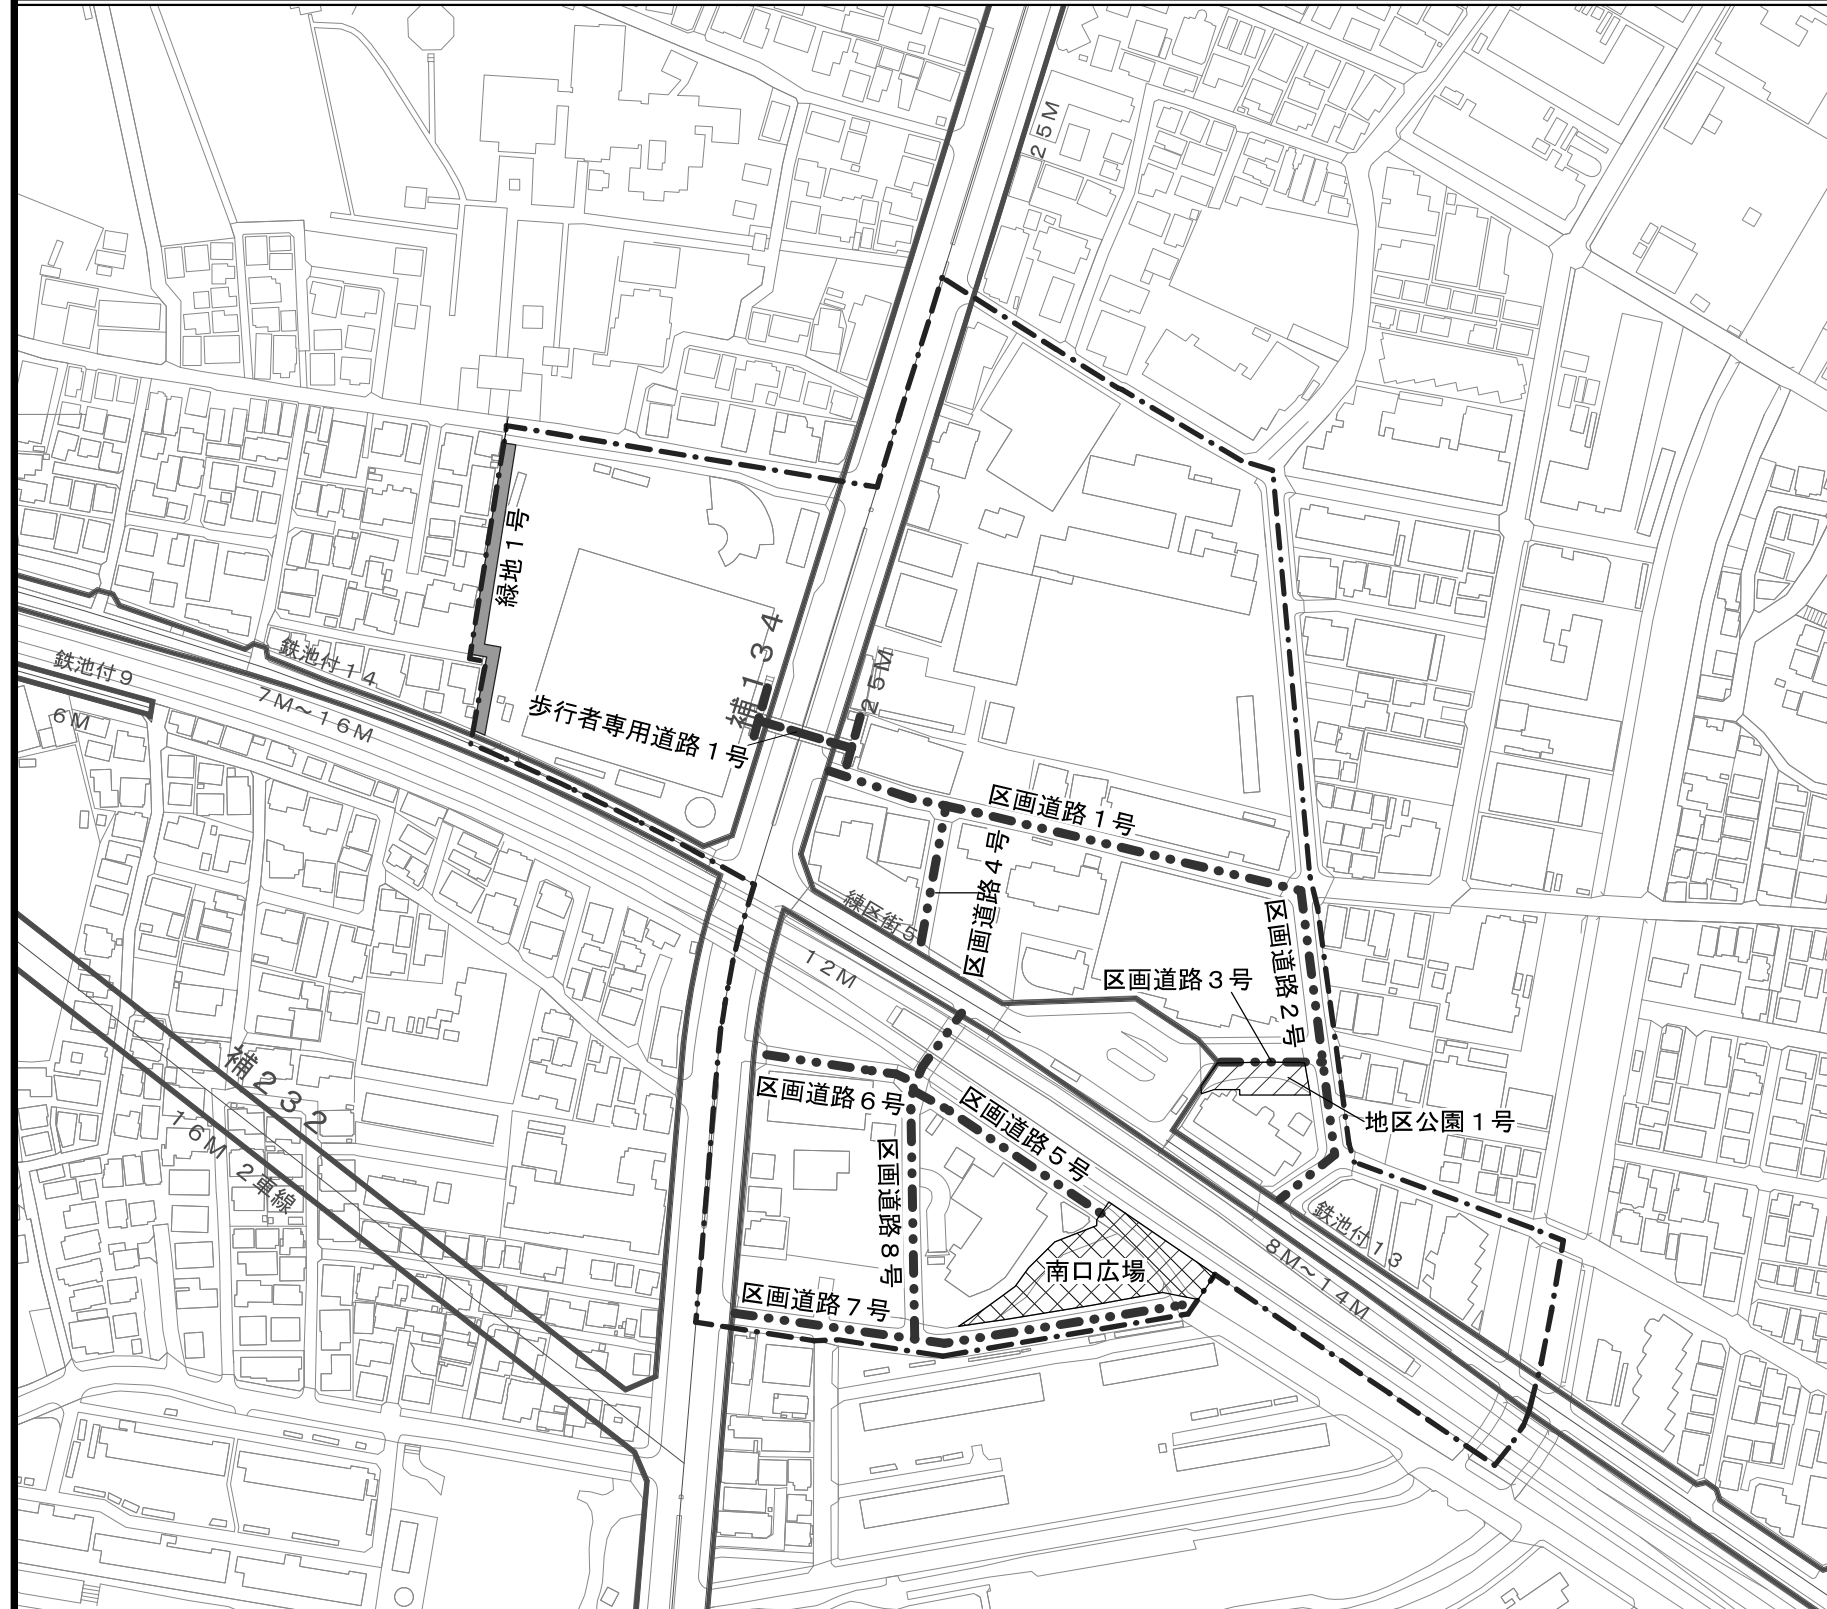 25M
緑地1号
補134
25M
鉄池付14
鉄池付9
7M～16M
6M
歩行者専用道路1号
区画道路1号
区画道路4号
練区街5
12M
区画道路2号
区画道路3号
地区公園1号
補232
16M 2車線
区画道路6号
区画道路5号
区画道路8号
南口広場
鉄池付13
8M～14M
区画道路7号